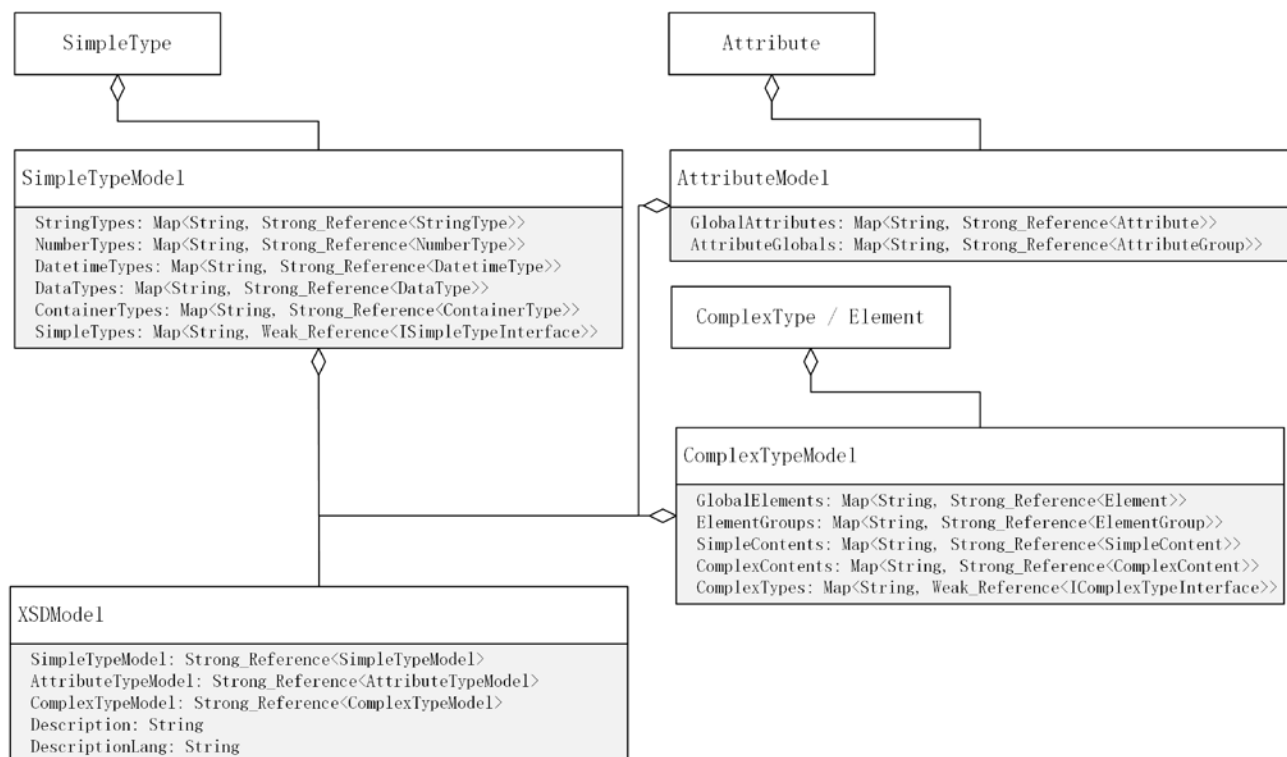 SimpleType
Attribute
SimpleTypeModel
StringTypes: Map<String, Strong_Reference<StringType>>
NumberTypes: Map<String, Strong_Reference<NumberType>>
DatetimeTypes: Map<String, Strong_Reference<DatetimeType>>
DataTypes: Map<String, Strong_Reference<DataType>>
ContainerTypes: Map<String, Strong_Reference<ContainerType>>
SimpleTypes: Map<String, Weak_Reference<ISimpleTypeInterface>>
AttributeModel
GlobalAttributes: Map<String, Strong_Reference<Attribute>>
AttributeGlobals: Map<String, Strong_Reference<AttributeGroup>>
ComplexType / Element
ComplexTypeModel
GlobalElements: Map<String, Strong_Reference<Element>>
ElementGroups: Map<String, Strong_Reference<ElementGroup>>
SimpleContents: Map<String, Strong_Reference<SimpleContent>>
ComplexContents: Map<String, Strong_Reference<ComplexContent>>
ComplexTypes: Map<String, Weak_Reference<IComplexTypeInterface>>
XSDModel
SimpleTypeModel: Strong_Reference<SimpleTypeModel>
AttributeTypeModel: Strong_Reference<AttributeTypeModel>
ComplexTypeModel: Strong_Reference<ComplexTypeModel>
Description: String
DescriptionLang: String